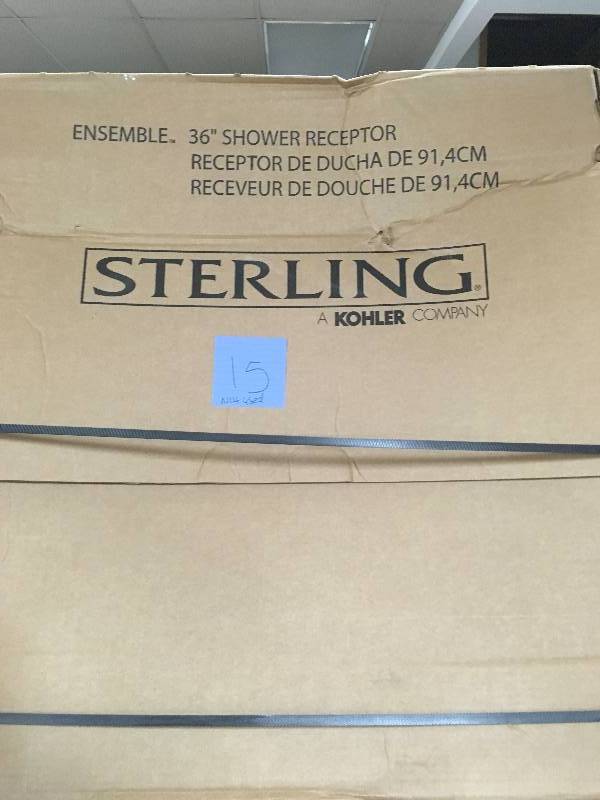 ENSEMBLE™ 36" SHOWER RECEPTOR
RECEPTOR DE DUCHA DE 91,4CM
RECEVEUR DE DOUCHE DE 91,4CM
STERLING®
A KOHLER COMPANY
15